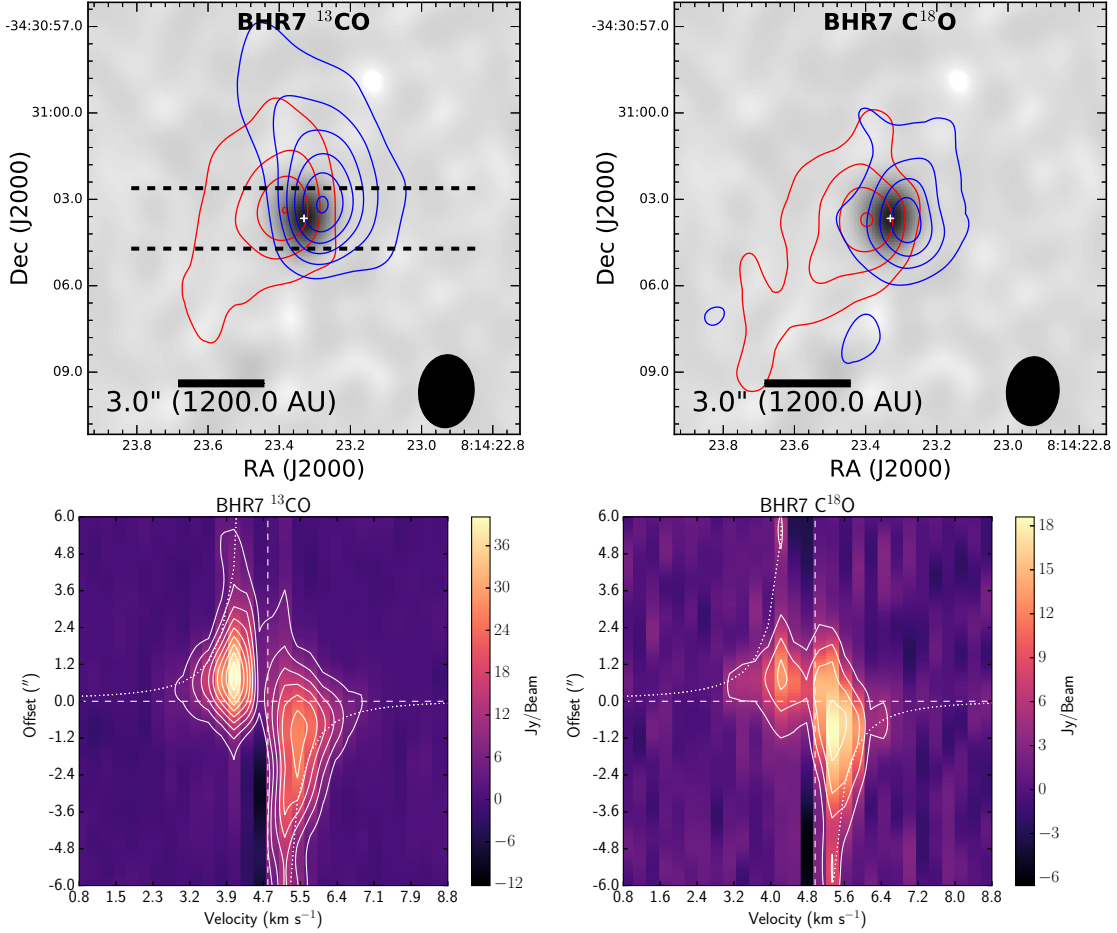 BHR7 ¹³CO
-34:30:57.0
31:00.0
03.0
06.0
09.0
Dec (J2000)
3.0" (1200.0 AU)
23.8 23.6 23.4 23.2 23.0 8:14:22.8
RA (J2000)
BHR7 C¹⁸O
-34:30:57.0
31:00.0
03.0
06.0
09.0
Dec (J2000)
3.0" (1200.0 AU)
23.8 23.6 23.4 23.2 23.0 8:14:22.8
RA (J2000)
BHR7 ¹³CO
6.0
4.8
3.6
2.4
1.2
0.0
−1.2
−2.4
−3.6
−4.8
−6.0
Offset (″)
0.8 1.4 2.1 2.7 3.3 3.9 4.7 5.2 5.8 6.4 7.1 7.7 8.8
Velocity (km s⁻¹)
36
30
24
18
12
6
0
−6
−12
Jy/Beam
BHR7 C¹⁸O
6.0
4.8
3.6
2.4
1.2
0.0
−1.2
−2.4
−3.6
−4.8
−6.0
Offset (″)
0.8 1.6 2.4 3.2 4.0 4.8 5.6 6.4 7.2 8.0 8.8
Velocity (km s⁻¹)
18
15
12
9
6
3
0
−3
−6
Jy/Beam